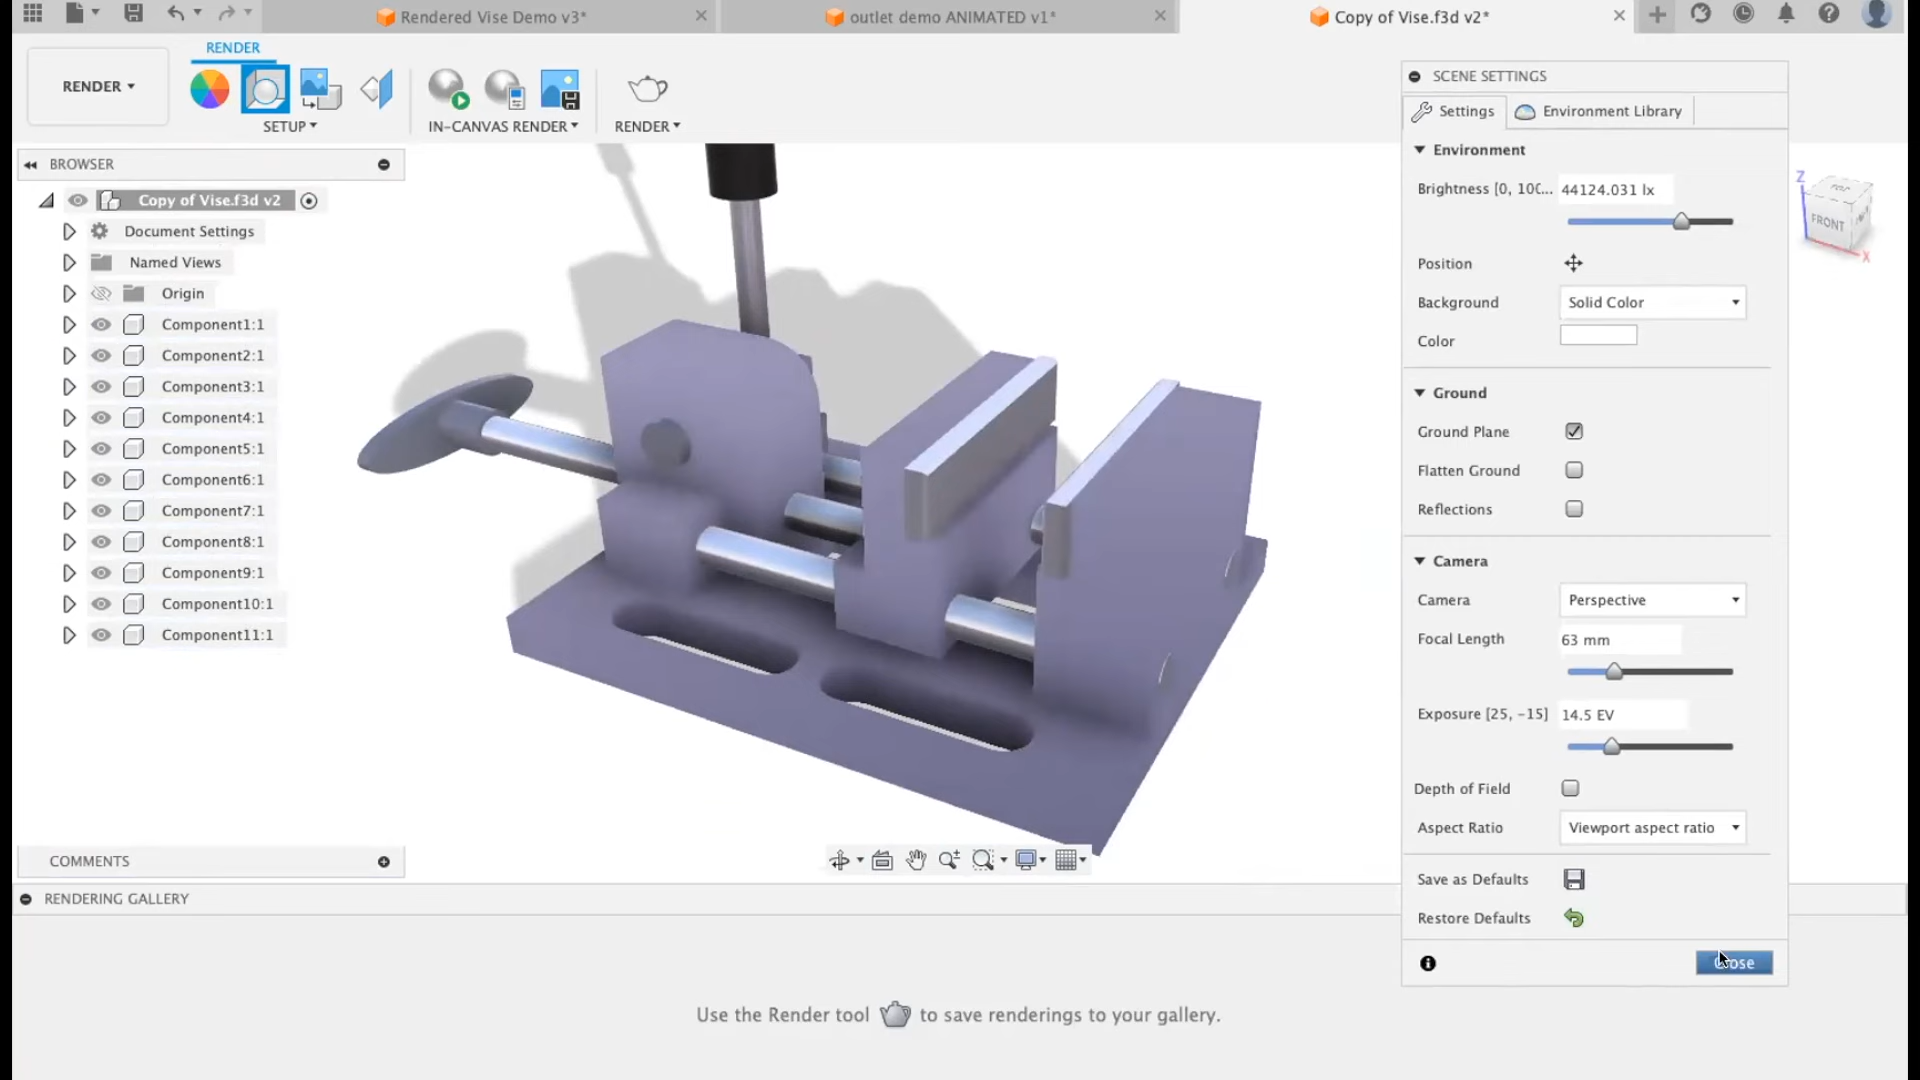 Rendered Vise Demo v3*
outlet demo ANIMATED v1*
Copy of Vise.f3d v2*
RENDER
RENDER
SETUP
IN-CANVAS RENDER
RENDER
BROWSER
Copy of Vise.f3d v2
Document Settings
Named Views
Origin
Component1:1
Component2:1
Component3:1
Component4:1
Component5:1
Component6:1
Component7:1
Component8:1
Component9:1
Component10:1
Component11:1
COMMENTS
RENDERING GALLERY
Use the Render tool to save renderings to your gallery.
SCENE SETTINGS
Settings
Environment Library
Environment
Brightness [0, 10(... 44124.031 lx
Position
Background Solid Color
Color
Ground
Ground Plane
Flatten Ground
Reflections
Camera
Camera Perspective
Focal Length 63 mm
Exposure [25, -15] 14.5 EV
Depth of Field
Aspect Ratio Viewport aspect ratio
Save as Defaults
Restore Defaults
Close
Z
FRONT
X